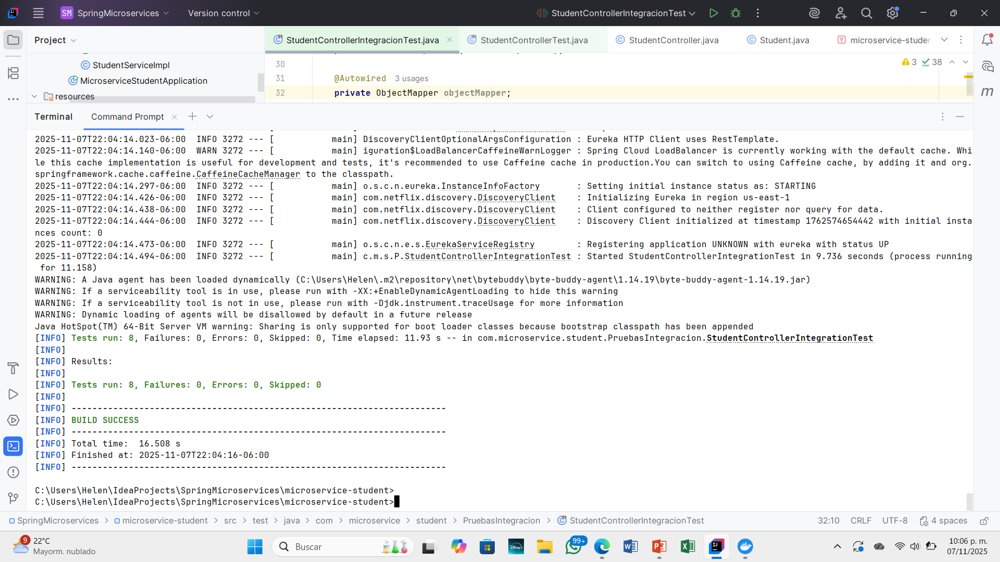 SM SpringMicroservices Version control StudentControllerIntegracionTest
Project
StudentControllerIntegracionTest.java StudentControllerTest.java StudentController.java Student.java microservice-studer
StudentServiceImpl
MicroserviceStudentApplication
resources
30
31 @Autowired 3 usages
32 private ObjectMapper objectMapper;
3 38
Terminal Command Prompt
2025-11-07T22:04:14.023-06:00  INFO 3272 --- [           main] DiscoveryClientOptionalArgsConfiguration : Eureka HTTP Client uses RestTemplate.
2025-11-07T22:04:14.140-06:00  WARN 3272 --- [           main] iguration$LoadBalancerCaffeineWarnLogger : Spring Cloud LoadBalancer is currently working with the default cache. Whi
le this cache implementation is useful for development and tests, it's recommended to use Caffeine cache in production.You can switch to using Caffeine cache, by adding it and org.
springframework.cache.caffeine.CaffeineCacheManager to the classpath.
2025-11-07T22:04:14.297-06:00  INFO 3272 --- [           main] o.s.c.n.eureka.InstanceInfoFactory       : Setting initial instance status as: STARTING
2025-11-07T22:04:14.426-06:00  INFO 3272 --- [           main] com.netflix.discovery.DiscoveryClient    : Initializing Eureka in region us-east-1
2025-11-07T22:04:14.438-06:00  INFO 3272 --- [           main] com.netflix.discovery.DiscoveryClient    : Client configured to neither register nor query for data.
2025-11-07T22:04:14.444-06:00  INFO 3272 --- [           main] com.netflix.discovery.DiscoveryClient    : Discovery Client initialized at timestamp 1762574654442 with initial insta
nces count: 0
2025-11-07T22:04:14.473-06:00  INFO 3272 --- [           main] o.s.c.n.e.s.EurekaServiceRegistry        : Registering application UNKNOWN with eureka with status UP
2025-11-07T22:04:14.494-06:00  INFO 3272 --- [           main] c.m.s.P.StudentControllerIntegrationTest : Started StudentControllerIntegrationTest in 9.736 seconds (process running
 for 11.158)
WARNING: A Java agent has been loaded dynamically (C:\Users\Helen\.m2\repository\net\bytebuddy\byte-buddy-agent\1.14.19\byte-buddy-agent-1.14.19.jar)
WARNING: If a serviceability tool is in use, please run with -XX:+EnableDynamicAgentLoading to hide this warning
WARNING: If a serviceability tool is not in use, please run with -Djdk.instrument.traceUsage for more information
WARNING: Dynamic loading of agents will be disallowed by default in a future release
Java HotSpot(TM) 64-Bit Server VM warning: Sharing is only supported for boot loader classes because bootstrap classpath has been appended
[INFO] Tests run: 8, Failures: 0, Errors: 0, Skipped: 0, Time elapsed: 11.93 s -- in com.microservice.student.PruebasIntegracion.StudentControllerIntegrationTest
[INFO]
[INFO] Results:
[INFO]
[INFO] Tests run: 8, Failures: 0, Errors: 0, Skipped: 0
[INFO]
[INFO] ------------------------------------------------------------------------
[INFO] BUILD SUCCESS
[INFO] ------------------------------------------------------------------------
[INFO] Total time:  16.508 s
[INFO] Finished at: 2025-11-07T22:04:16-06:00
[INFO] ------------------------------------------------------------------------
C:\Users\Helen\IdeaProjects\SpringMicroservices\microservice-student>
C:\Users\Helen\IdeaProjects\SpringMicroservices\microservice-student>
SpringMicroservices > microservice-student > src > test > java > com > microservice > student > PruebasIntegracion > StudentControllerIntegracionTest 32:10 CRLF UTF-8 4 spaces
9 22°C
Mayorm. nublado
Buscar
99+
10:06 p. m.
07/11/2025